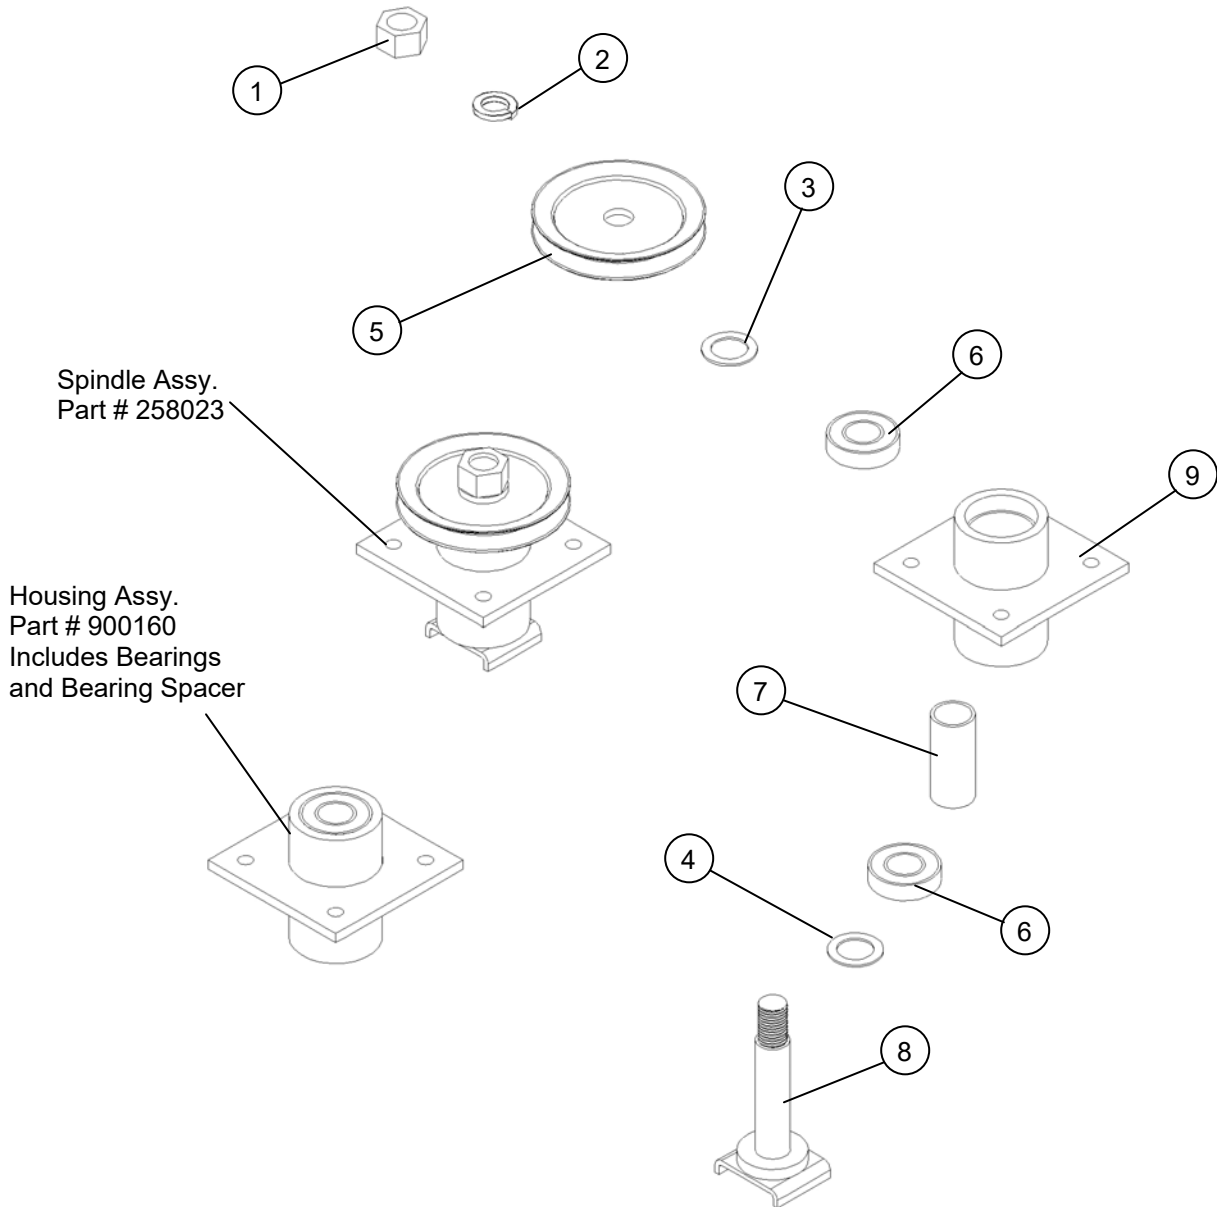 1
2
3
5
6
Spindle Assy.
Part # 258023
9
Housing Assy.
Part # 900160
Includes Bearings
and Bearing Spacer
7
4
6
8